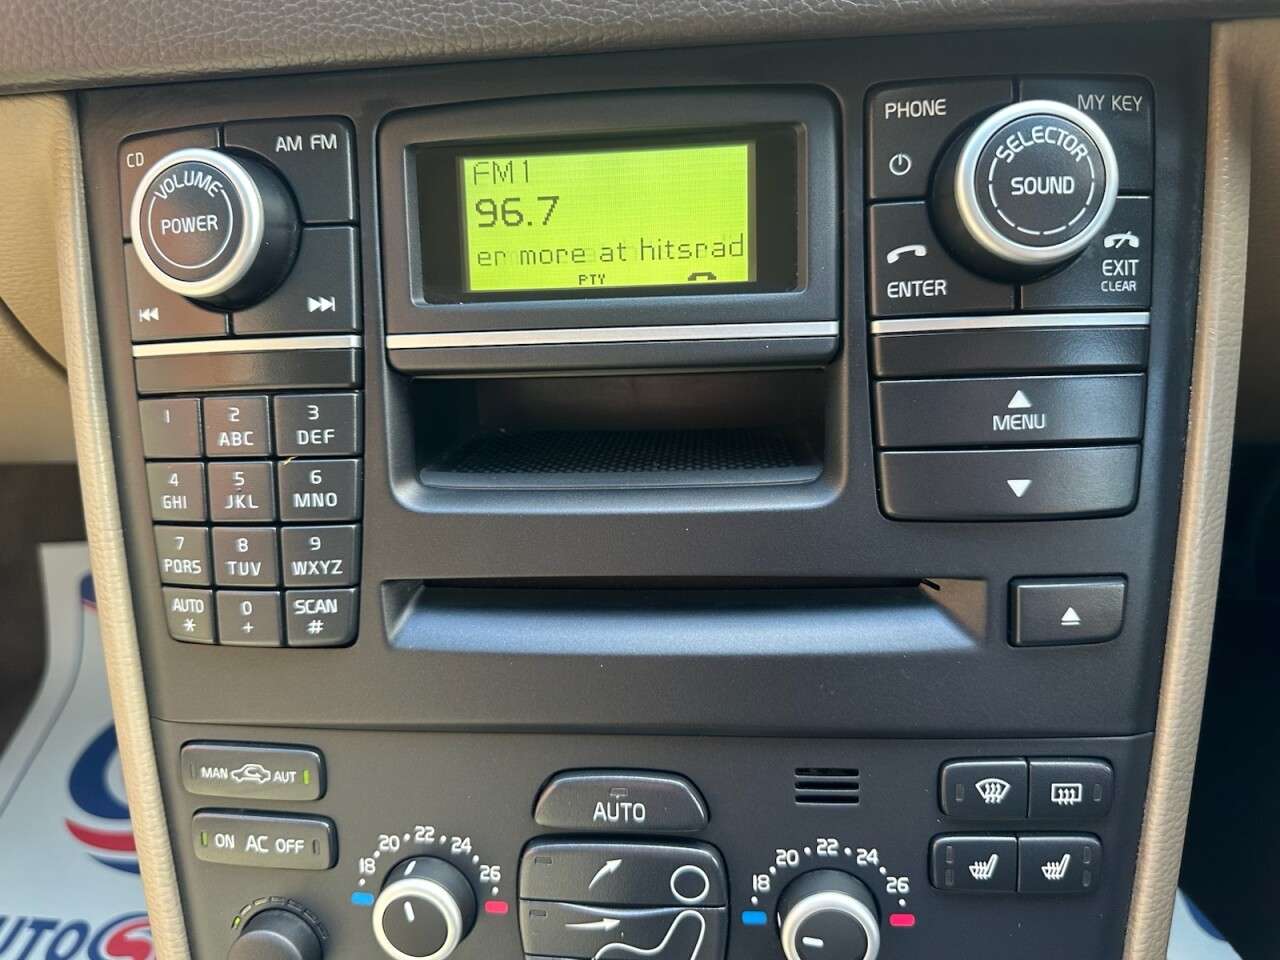 CD
AM FM
VOLUME
POWER
FM1
96.7
er more at hitsrad
PTY
PHONE
MY KEY
SELECTOR
SOUND
ENTER
EXIT
CLEAR
MENU
1
2
ABC
3
DEF
4
GHI
5
JKL
6
MNO
7
PQRS
8
TUV
9
WXYZ
AUTO
*
0
+
SCAN
#
MAN AUT
ON AC OFF
AUTO
18 20 22 24 26
18 20 22 24 26
UTO